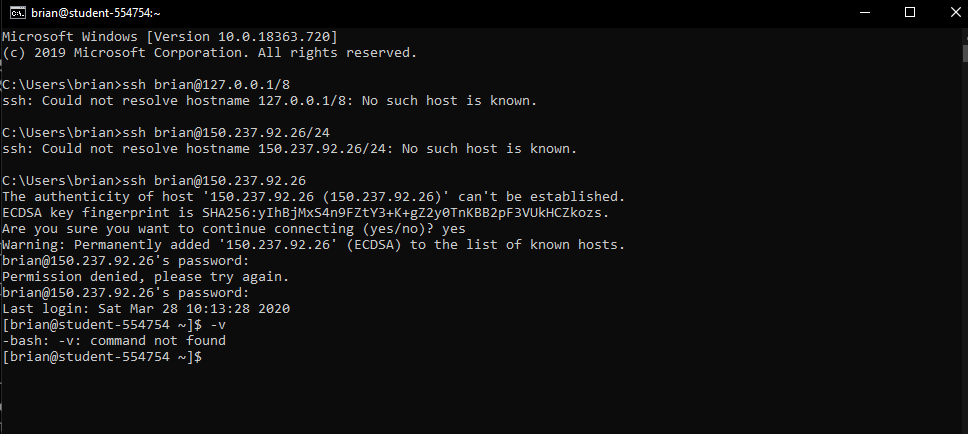 brian@student-554754:~
Microsoft Windows [Version 10.0.18363.720]
(c) 2019 Microsoft Corporation. All rights reserved.
C:\Users\brian>ssh brian@127.0.0.1/8
ssh: Could not resolve hostname 127.0.0.1/8: No such host is known.
C:\Users\brian>ssh brian@150.237.92.26/24
ssh: Could not resolve hostname 150.237.92.26/24: No such host is known.
C:\Users\brian>ssh brian@150.237.92.26
The authenticity of host '150.237.92.26 (150.237.92.26)' can't be established.
ECDSA key fingerprint is SHA256:yIhBjMxS4n9FZtY3+K+gZ2y0TnKBB2pF3VUkHCZkozs.
Are you sure you want to continue connecting (yes/no)? yes
Warning: Permanently added '150.237.92.26' (ECDSA) to the list of known hosts.
brian@150.237.92.26's password:
Permission denied, please try again.
brian@150.237.92.26's password:
Last login: Sat Mar 28 10:13:28 2020
[brian@student-554754 ~]$ -v
-bash: -v: command not found
[brian@student-554754 ~]$